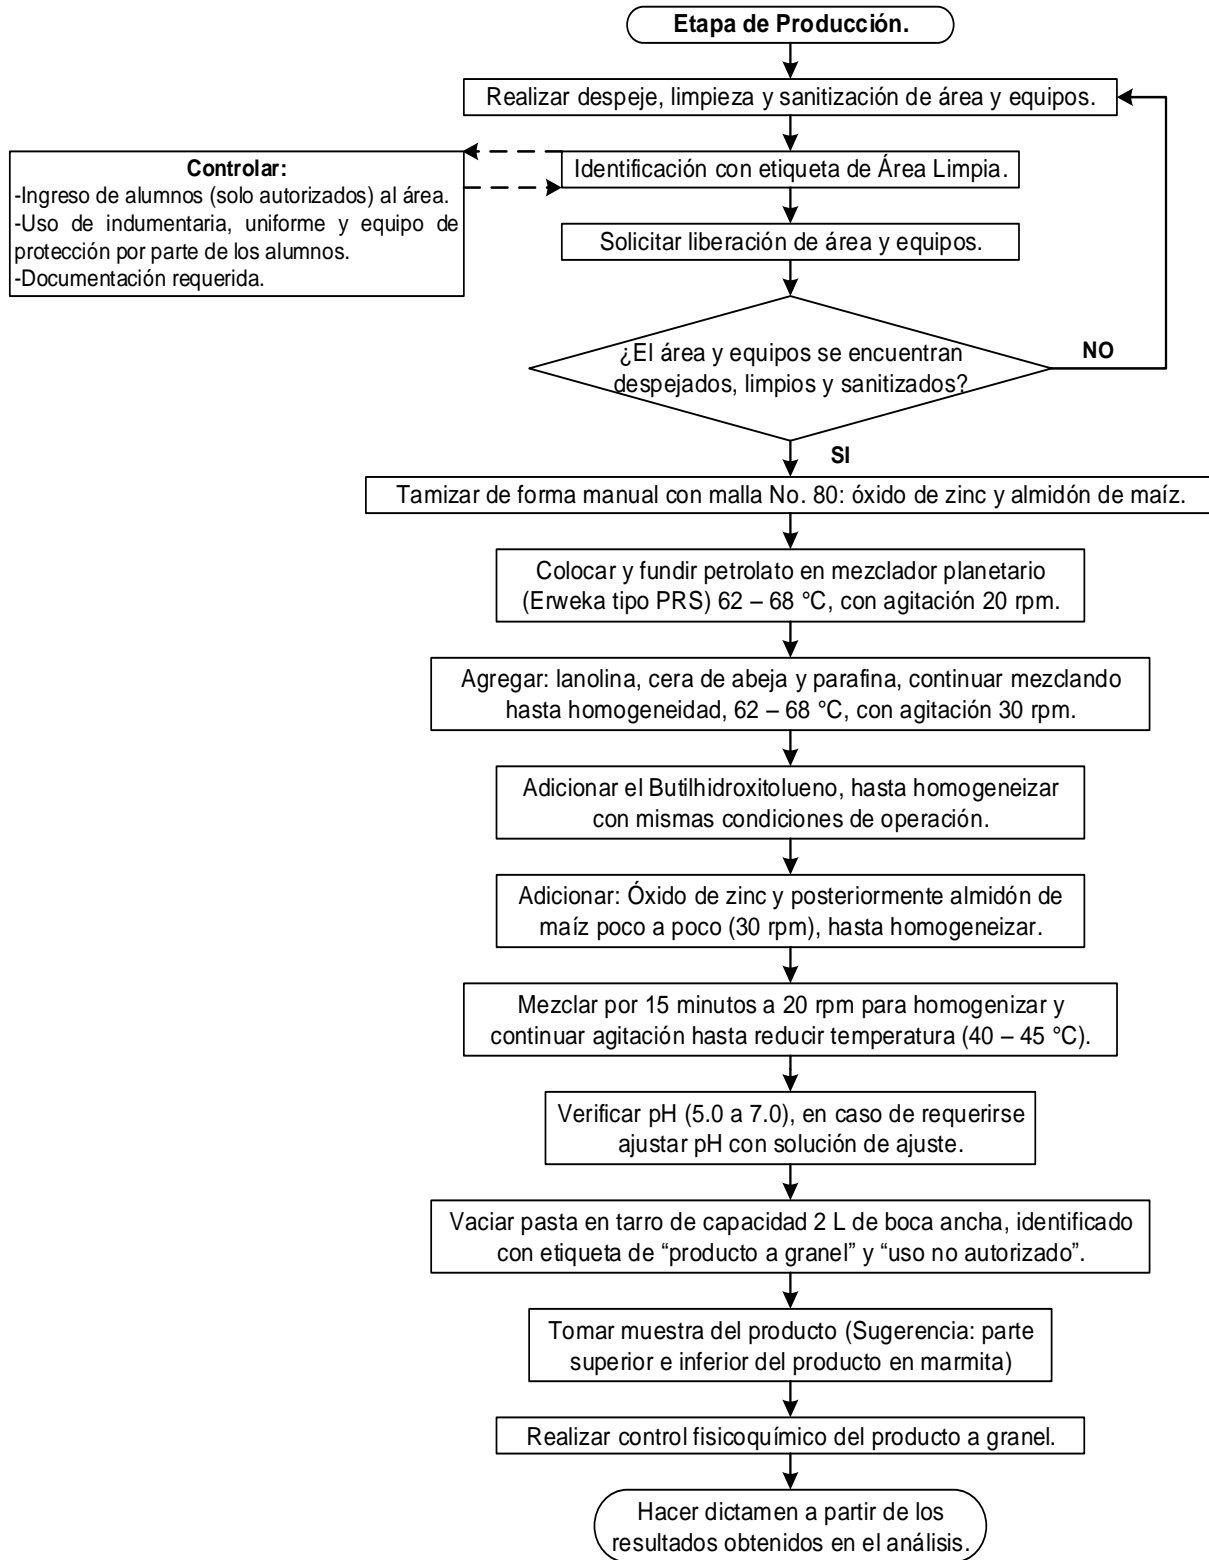 Etapa de Producción.
Realizar despeje, limpieza y sanitización de área y equipos.
Controlar:
-Ingreso de alumnos (solo autorizados) al área.
-Uso de indumentaria, uniforme y equipo de
protección por parte de los alumnos.
-Documentación requerida.
Identificación con etiqueta de Área Limpia.
Solicitar liberación de área y equipos.
¿El área y equipos se encuentran
despejados, limpios y sanitizados?
NO
SI
Tamizar de forma manual con malla No. 80: óxido de zinc y almidón de maíz.
Colocar y fundir petrolato en mezclador planetario
(Erweka tipo PRS) 62 – 68 °C, con agitación 20 rpm.
Agregar: lanolina, cera de abeja y parafina, continuar mezclando
hasta homogeneidad, 62 – 68 °C, con agitación 30 rpm.
Adicionar el Butilhidroxitolueno, hasta homogeneizar
con mismas condiciones de operación.
Adicionar: Óxido de zinc y posteriormente almidón de
maíz poco a poco (30 rpm), hasta homogeneizar.
Mezclar por 15 minutos a 20 rpm para homogenizar y
continuar agitación hasta reducir temperatura (40 – 45 °C).
Verificar pH (5.0 a 7.0), en caso de requerirse
ajustar pH con solución de ajuste.
Vaciar pasta en tarro de capacidad 2 L de boca ancha, identificado
con etiqueta de “producto a granel” y “uso no autorizado”.
Tomar muestra del producto (Sugerencia: parte
superior e inferior del producto en marmita)
Realizar control fisicoquímico del producto a granel.
Hacer dictamen a partir de los
resultados obtenidos en el análisis.